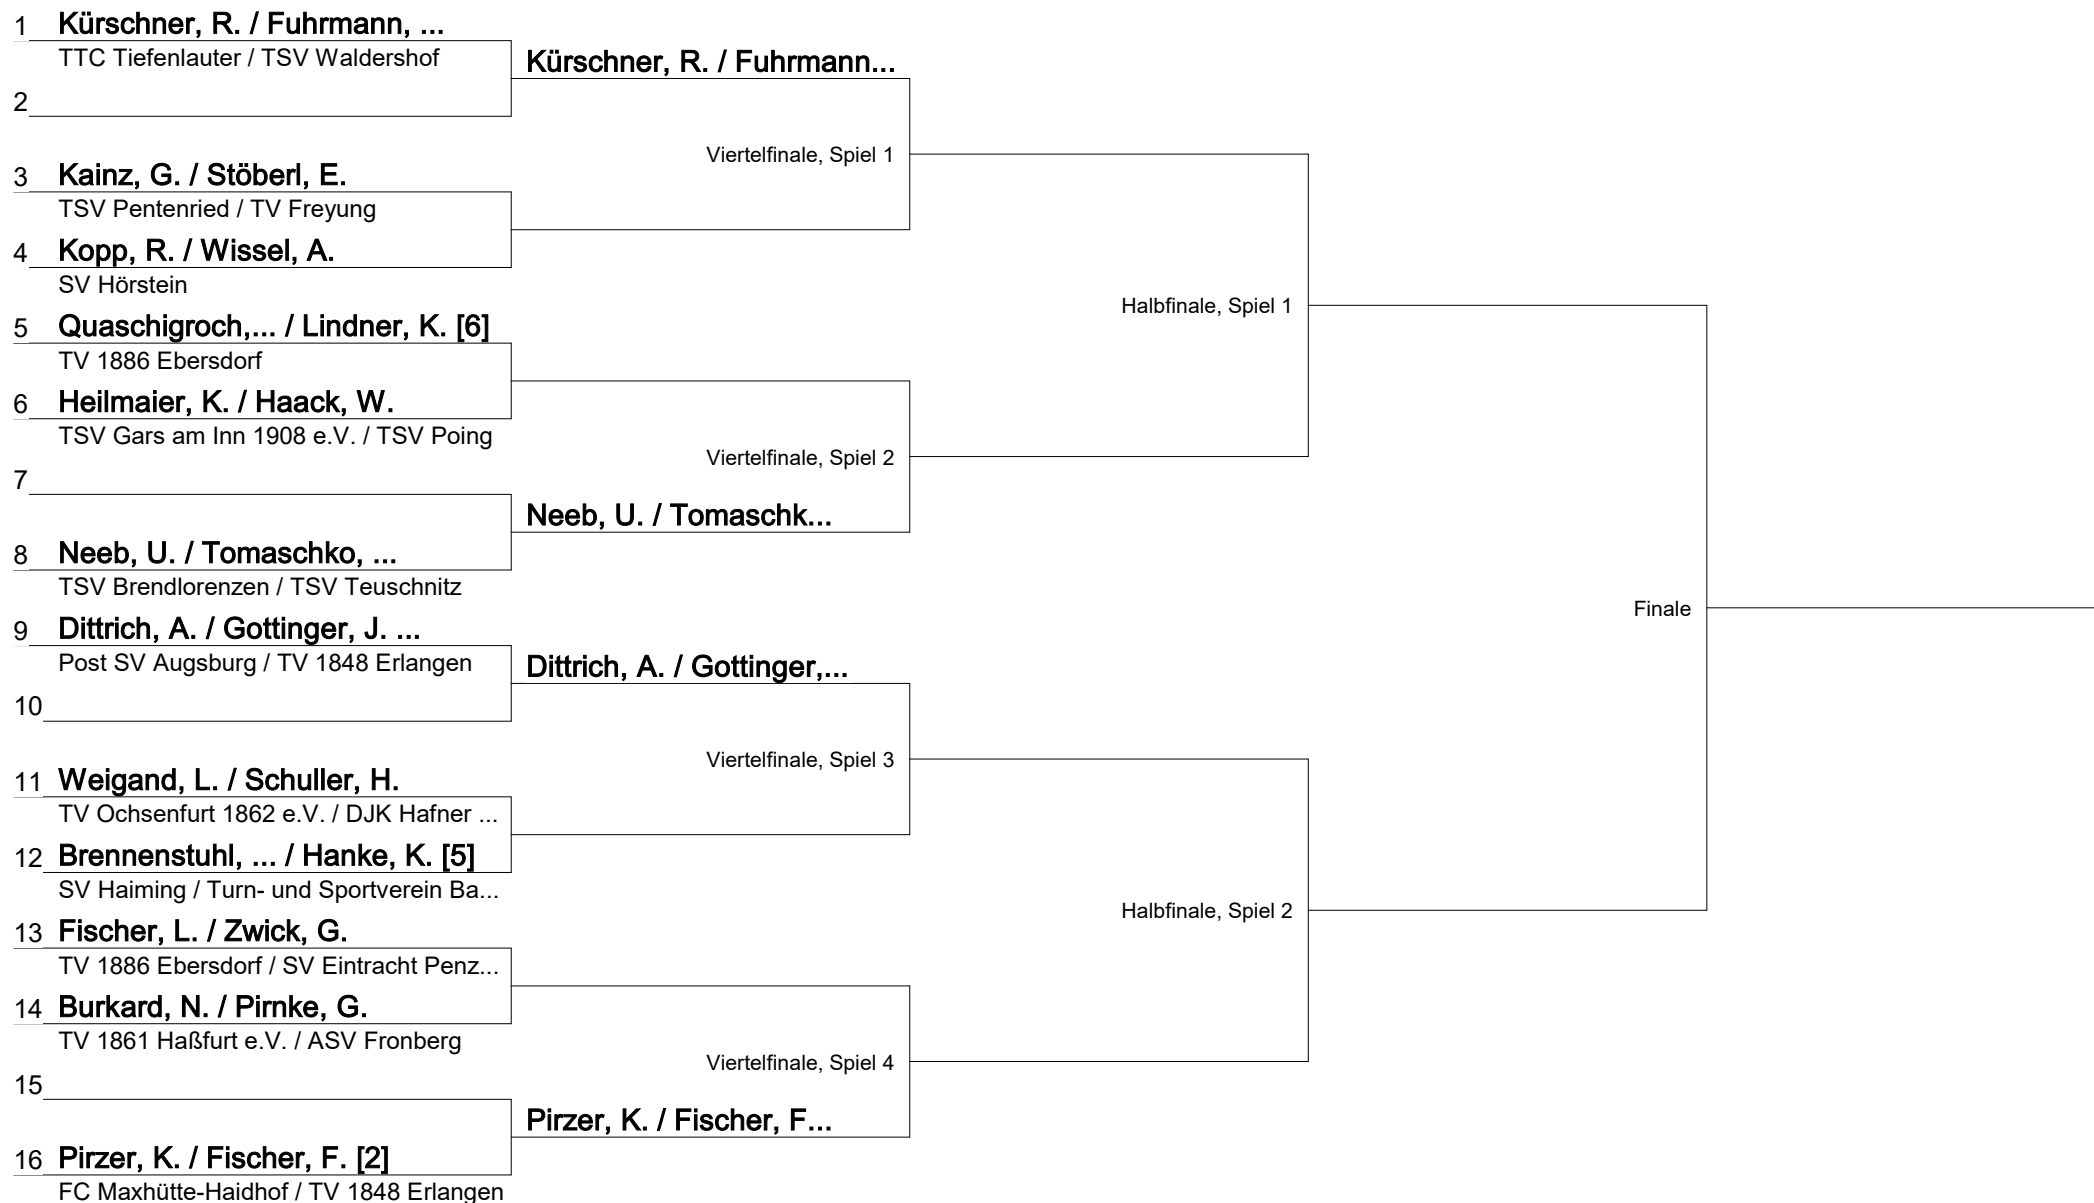 1 Kürschner, R. / Fuhrmann, ...
TTC Tiefenlauter / TSV Waldershof
Kürschner, R. / Fuhrmann...
2
Viertelfinale, Spiel 1
3 Kainz, G. / Stöberl, E.
TSV Pentenried / TV Freyung
4 Kopp, R. / Wissel, A.
SV Hörstein
Halbfinale, Spiel 1
5 Quaschigroch,... / Lindner, K. [6]
TV 1886 Ebersdorf
6 Heilmaier, K. / Haack, W.
TSV Gars am Inn 1908 e.V. / TSV Poing
Viertelfinale, Spiel 2
7
Neeb, U. / Tomaschk...
8 Neeb, U. / Tomaschko, ...
TSV Brendlorenzen / TSV Teuschnitz
Finale
9 Dittrich, A. / Gottinger, J. ...
Post SV Augsburg / TV 1848 Erlangen
Dittrich, A. / Gottinger,...
10
Viertelfinale, Spiel 3
11 Weigand, L. / Schuller, H.
TV Ochsenfurt 1862 e.V. / DJK Hafner ...
12 Brennenstuhl, ... / Hanke, K. [5]
SV Haiming / Turn- und Sportverein Ba...
Halbfinale, Spiel 2
13 Fischer, L. / Zwick, G.
TV 1886 Ebersdorf / SV Eintracht Penz...
14 Burkard, N. / Pirnke, G.
TV 1861 Haßfurt e.V. / ASV Fronberg
Viertelfinale, Spiel 4
15
Pirzer, K. / Fischer, F...
16 Pirzer, K. / Fischer, F. [2]
FC Maxhütte-Haidhof / TV 1848 Erlangen